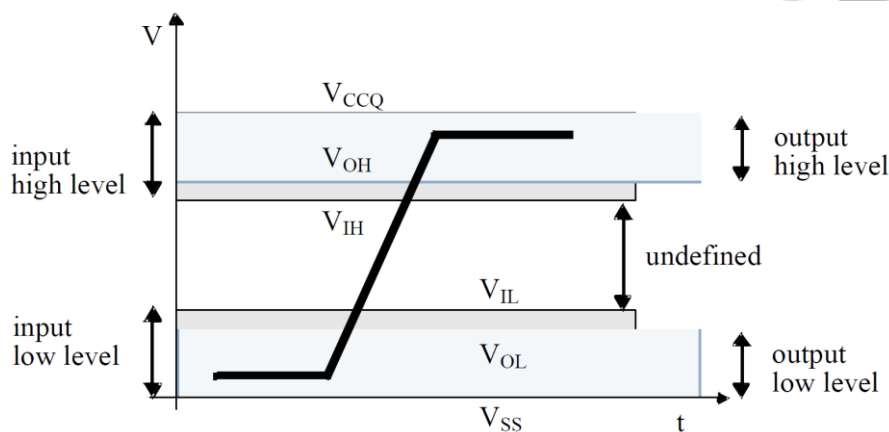 V
V_CCQ
input
high level
V_OH
output
high level
V_IH
undefined
V_IL
input
low level
V_OL
output
low level
V_SS
t